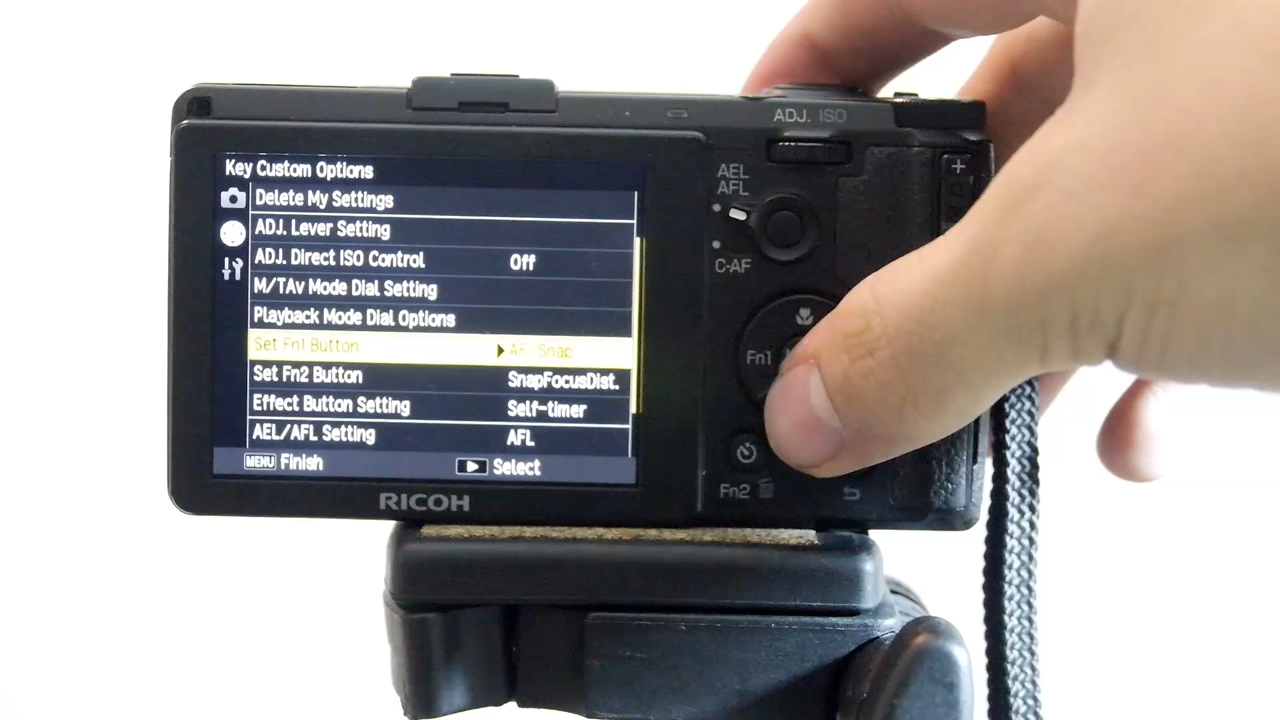 ADJ. ISO
Key Custom Options
Delete My Settings
ADJ. Lever Setting
ADJ. Direct ISO Control Off
M/TAv Mode Dial Setting
Playback Mode Dial Options
Set Fn1 Button AF/Snap
Set Fn2 Button SnapFocusDist.
Effect Button Setting Self-timer
AEL/AFL Setting AFL
MENU Finish Select
AEL
AFL
+
C-AF
Fn1
Fn2
RICOH